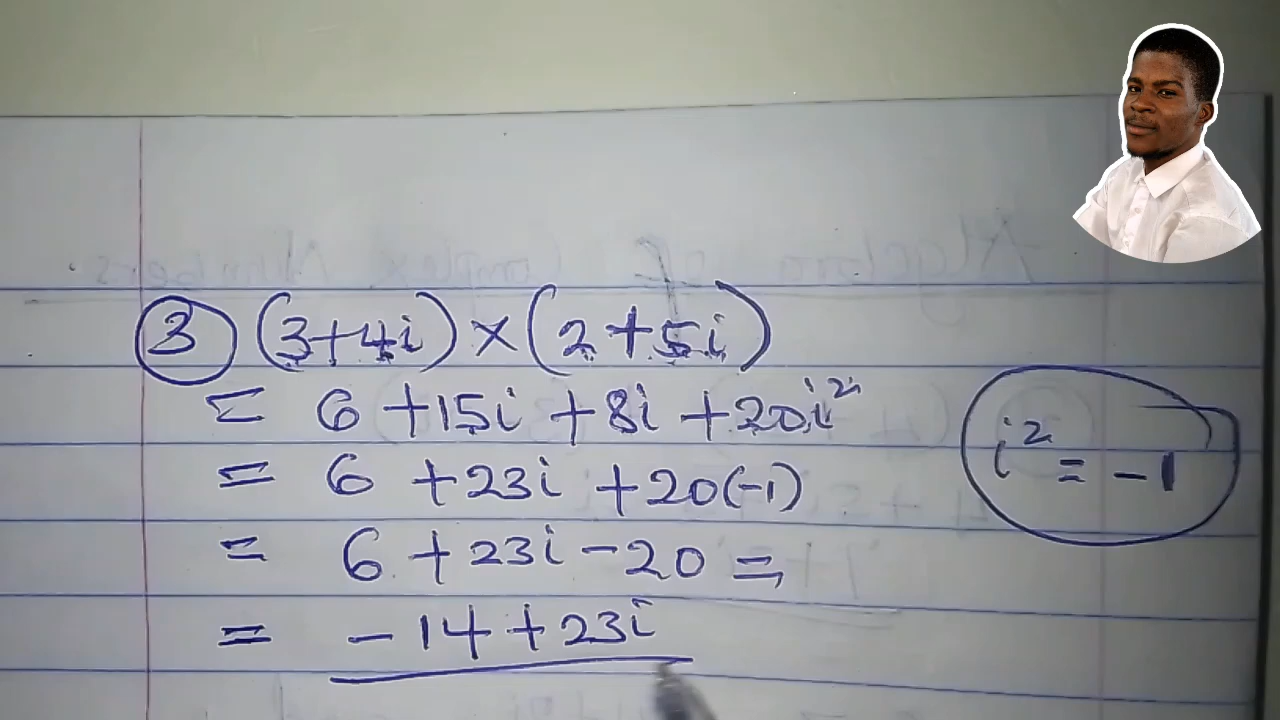 ③ (3+4i) × (2+5i)
= 6 +15i +8i +20i²
= 6 +23i +20(-1)
= 6 +23i -20 =
= -14 +23i
i² = -1